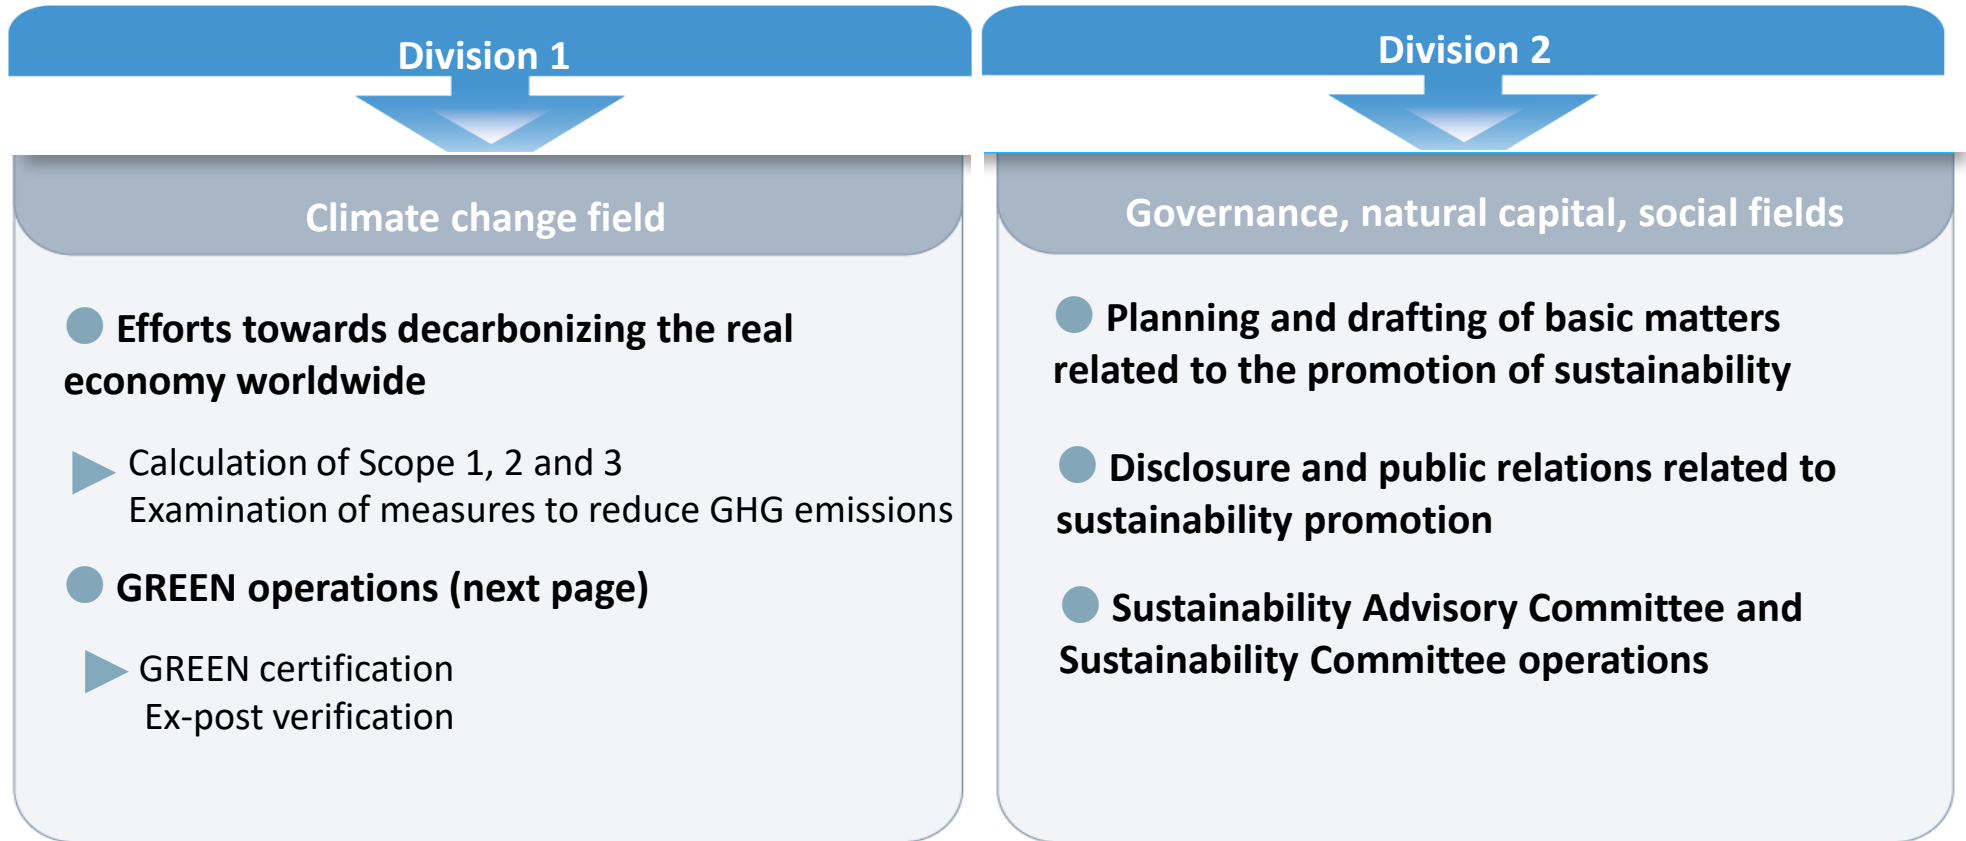 Division 1
Climate change field
● Efforts towards decarbonizing the real
economy worldwide
Calculation of Scope 1, 2 and 3
Examination of measures to reduce GHG emissions
● GREEN operations (next page)
GREEN certification
Ex-post verification
Division 2
Governance, natural capital, social fields
● Planning and drafting of basic matters
related to the promotion of sustainability
● Disclosure and public relations related to
sustainability promotion
● Sustainability Advisory Committee and
Sustainability Committee operations